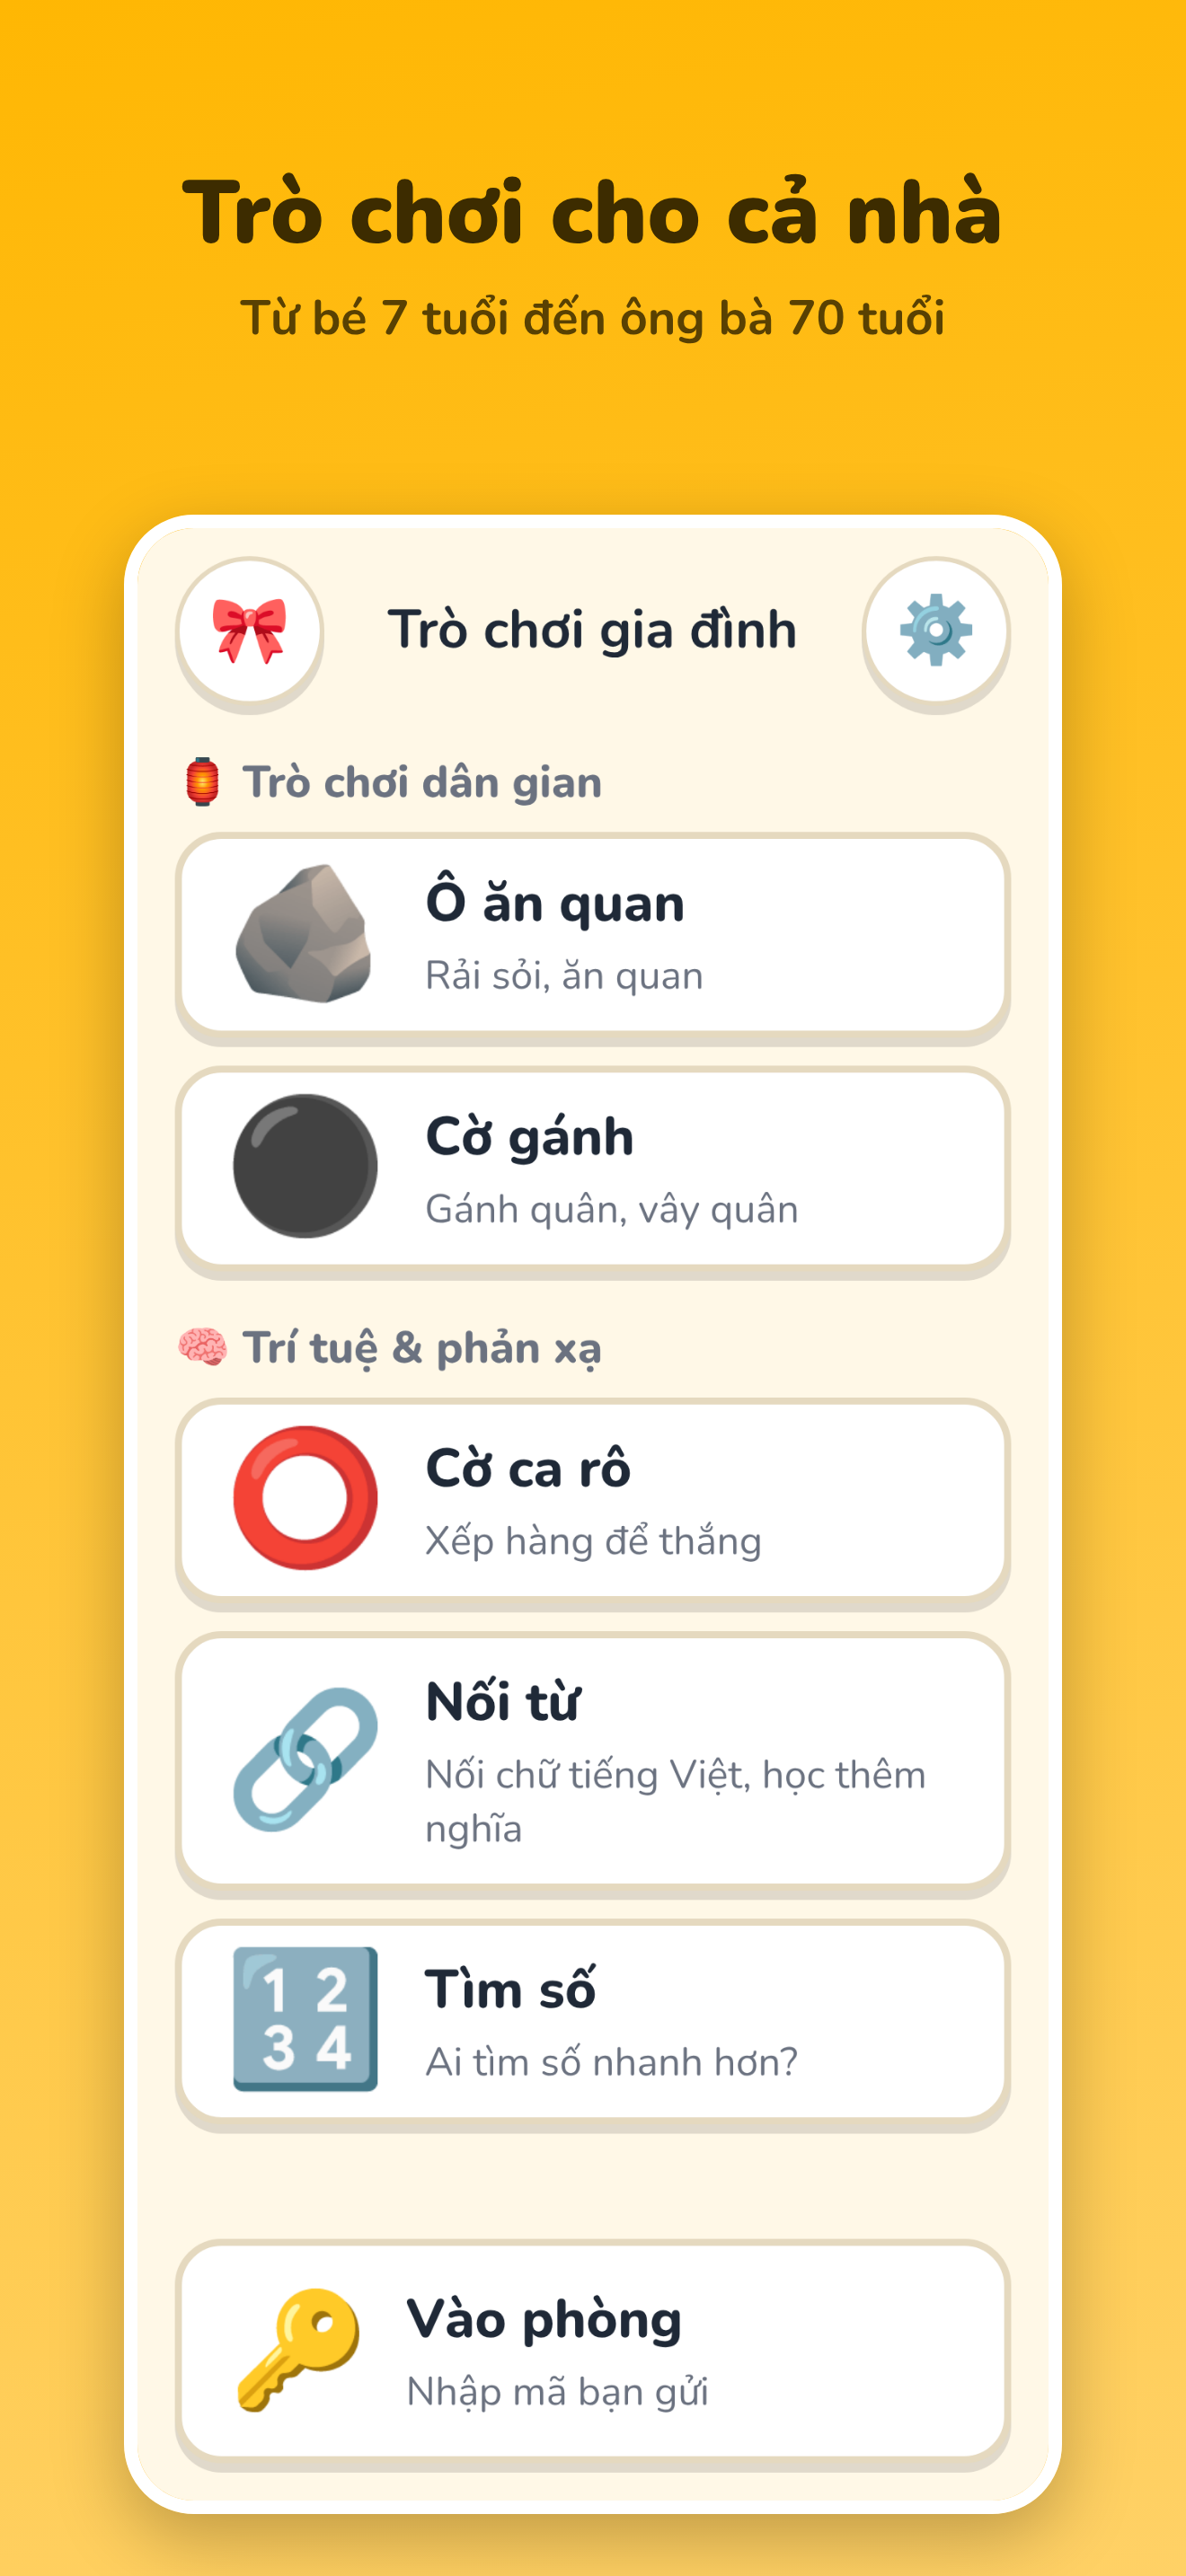 Trò chơi cho cả nhà
Từ bé 7 tuổi đến ông bà 70 tuổi
Trò chơi gia đình
Trò chơi dân gian
Ô ăn quan
Rải sỏi, ăn quan
Cờ gánh
Gánh quân, vây quân
Trí tuệ & phản xạ
Cờ ca rô
Xếp hàng để thắng
Nối từ
Nối chữ tiếng Việt, học thêm
nghĩa
1 2
3 4
Tìm số
Ai tìm số nhanh hơn?
Vào phòng
Nhập mã bạn gửi